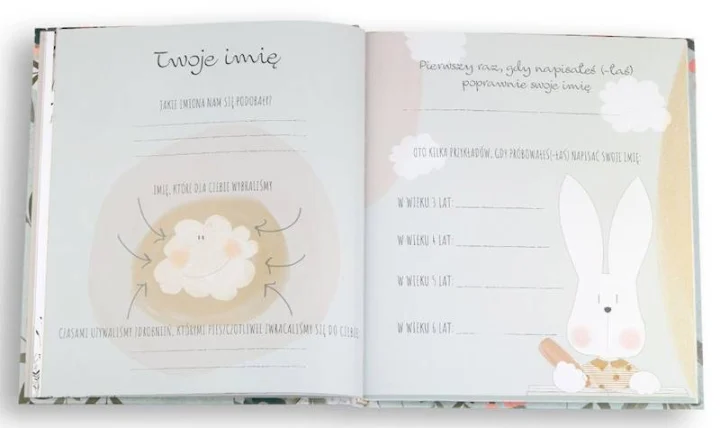 Twoje imię
JAKIE IMIONA NAM SIĘ PODOBAŁY?
IMIĘ, KTÓRE DLA CIEBIE WYBRALIŚMY
CZASAMI UŻYWALIŚMY ZDROBNIEŃ, KTÓRYMI PIESZCZOTLIWIE ZWRACALIŚMY SIĘ DO CIEBIE
Pierwszy raz, gdy napisałeś (-łaś)
poprawnie swoje imię
OTO KILKA PRZYKŁADÓW, GDY PRÓBOWAŁEŚ(-ŁAŚ) NAPISAĆ SWOJE IMIĘ:
W WIEKU 3 LAT:
W WIEKU 4 LAT:
W WIEKU 5 LAT:
W WIEKU 6 LAT: